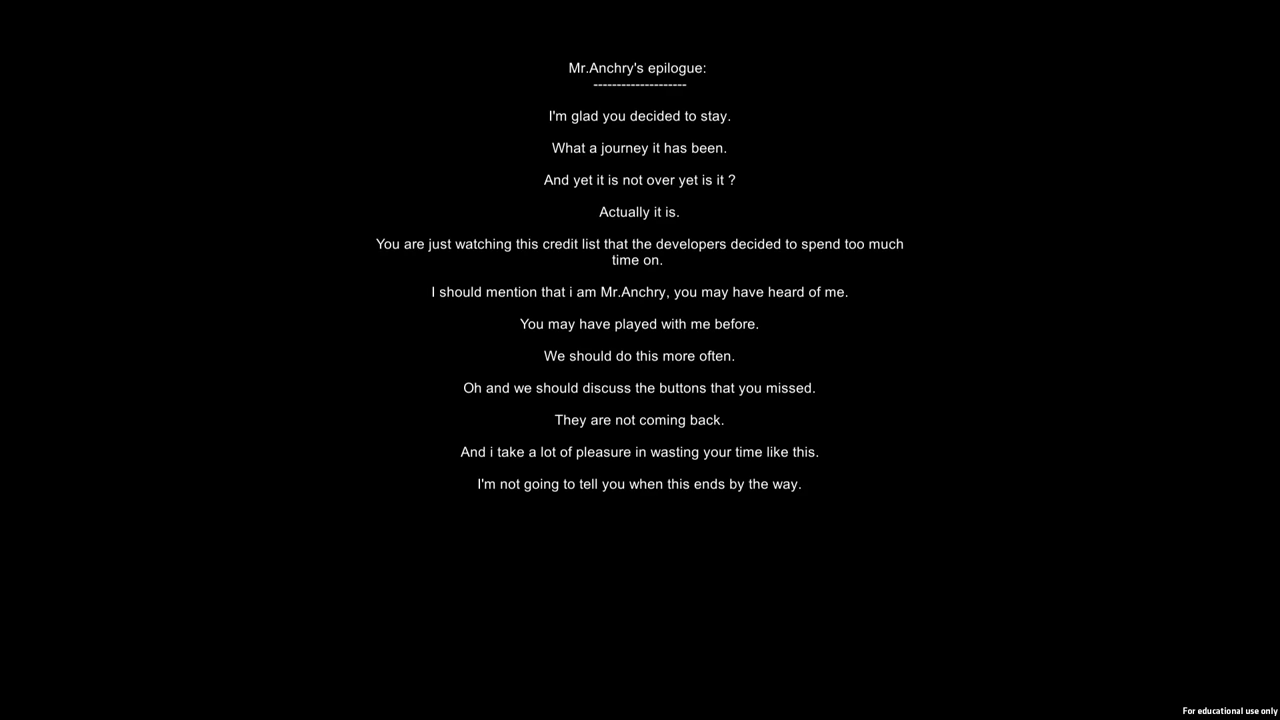 Mr.Anchry's epilogue:
--------------------
I'm glad you decided to stay.
What a journey it has been.
And yet it is not over yet is it ?
Actually it is.
You are just watching this credit list that the developers decided to spend too much
time on.
I should mention that i am Mr.Anchry, you may have heard of me.
You may have played with me before.
We should do this more often.
Oh and we should discuss the buttons that you missed.
They are not coming back.
And i take a lot of pleasure in wasting your time like this.
I'm not going to tell you when this ends by the way.
For educational use only